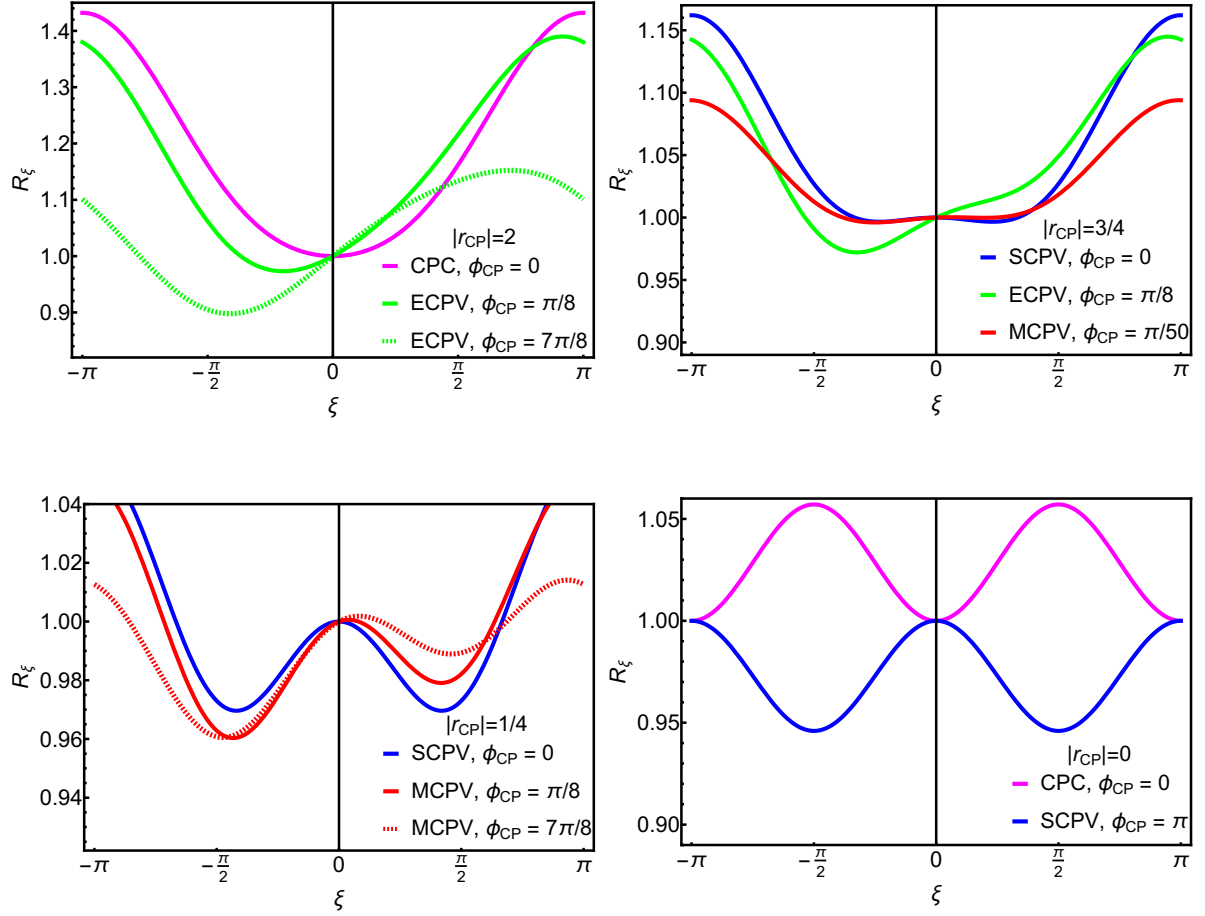 1.4
1.3
1.2
1.1
1.0
0.9
R_ξ
|r_CP|=2
CPC, ϕ_CP = 0
ECPV, ϕ_CP = π/8
ECPV, ϕ_CP = 7π/8
-π
-π/2
0
π/2
π
ξ
1.15
1.10
1.05
1.00
0.95
0.90
R_ξ
|r_CP|=3/4
SCPV, ϕ_CP = 0
ECPV, ϕ_CP = π/8
MCPV, ϕ_CP = π/50
-π
-π/2
0
π/2
π
ξ
1.04
1.02
1.00
0.98
0.96
0.94
R_ξ
|r_CP|=1/4
SCPV, ϕ_CP = 0
MCPV, ϕ_CP = π/8
MCPV, ϕ_CP = 7π/8
-π
-π/2
0
π/2
π
ξ
1.05
1.00
0.95
0.90
R_ξ
|r_CP|=0
CPC, ϕ_CP = 0
SCPV, ϕ_CP = π
-π
-π/2
0
π/2
π
ξ